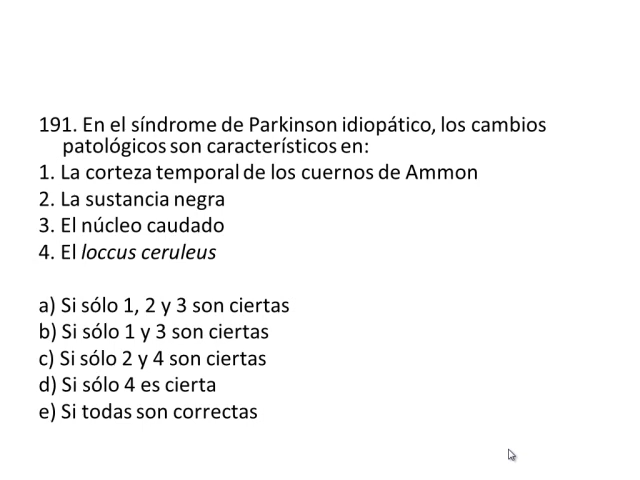 191. En el síndrome de Parkinson idiopático, los cambios
patológicos son característicos en:
1. La corteza temporal de los cuernos de Ammon
2. La sustancia negra
3. El núcleo caudado
4. El loccus ceruleus
a) Si sólo 1, 2 y 3 son ciertas
b) Si sólo 1 y 3 son ciertas
c) Si sólo 2 y 4 son ciertas
d) Si sólo 4 es cierta
e) Si todas son correctas